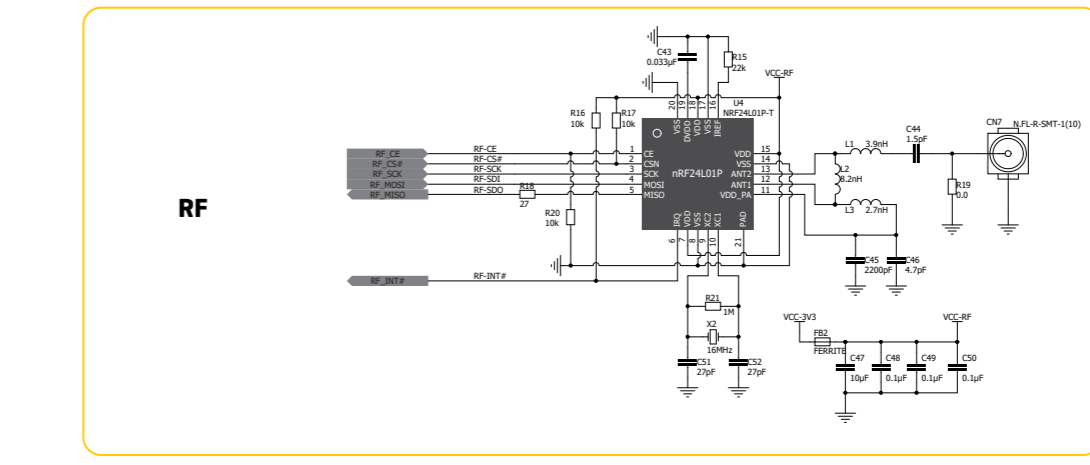 RF
C43
0.033µF
R15
22k
VCC-RF
R16
10k
R17
10k
U4
NRF24L01P-T
20
19
18
17
16
VSS
DVDD
VDD
VSS
IREF
RF_CE
RF-CE
1
CE
RF_CS#
RF-CS#
2
CSN
RF_SCK
RF-SCK
3
SCK
RF_MOSI
RF-SDI
4
MOSI
RF_MISO
RF-SDO
R18
27
5
MISO
nRF24L01P
VDD
15
VSS
14
ANT2
13
ANT1
12
VDD_PA
11
IRQ
VDD
VSS
XC2
XC1
PAD
6
7
8
9
10
21
R20
10k
RF_INT#
RF-INT#
L1
3.9nH
L2
8.2nH
L3
2.7nH
C44
1.5pF
CN7
N.FL-R-SMT-1(10)
R19
0.0
C45
2200pF
C46
4.7pF
R21
1M
X2
16MHz
C51
27pF
C52
27pF
VCC-3V3
VCC-RF
FB2
FERRITE
C47
10µF
C48
0.1µF
C49
0.1µF
C50
0.1µF